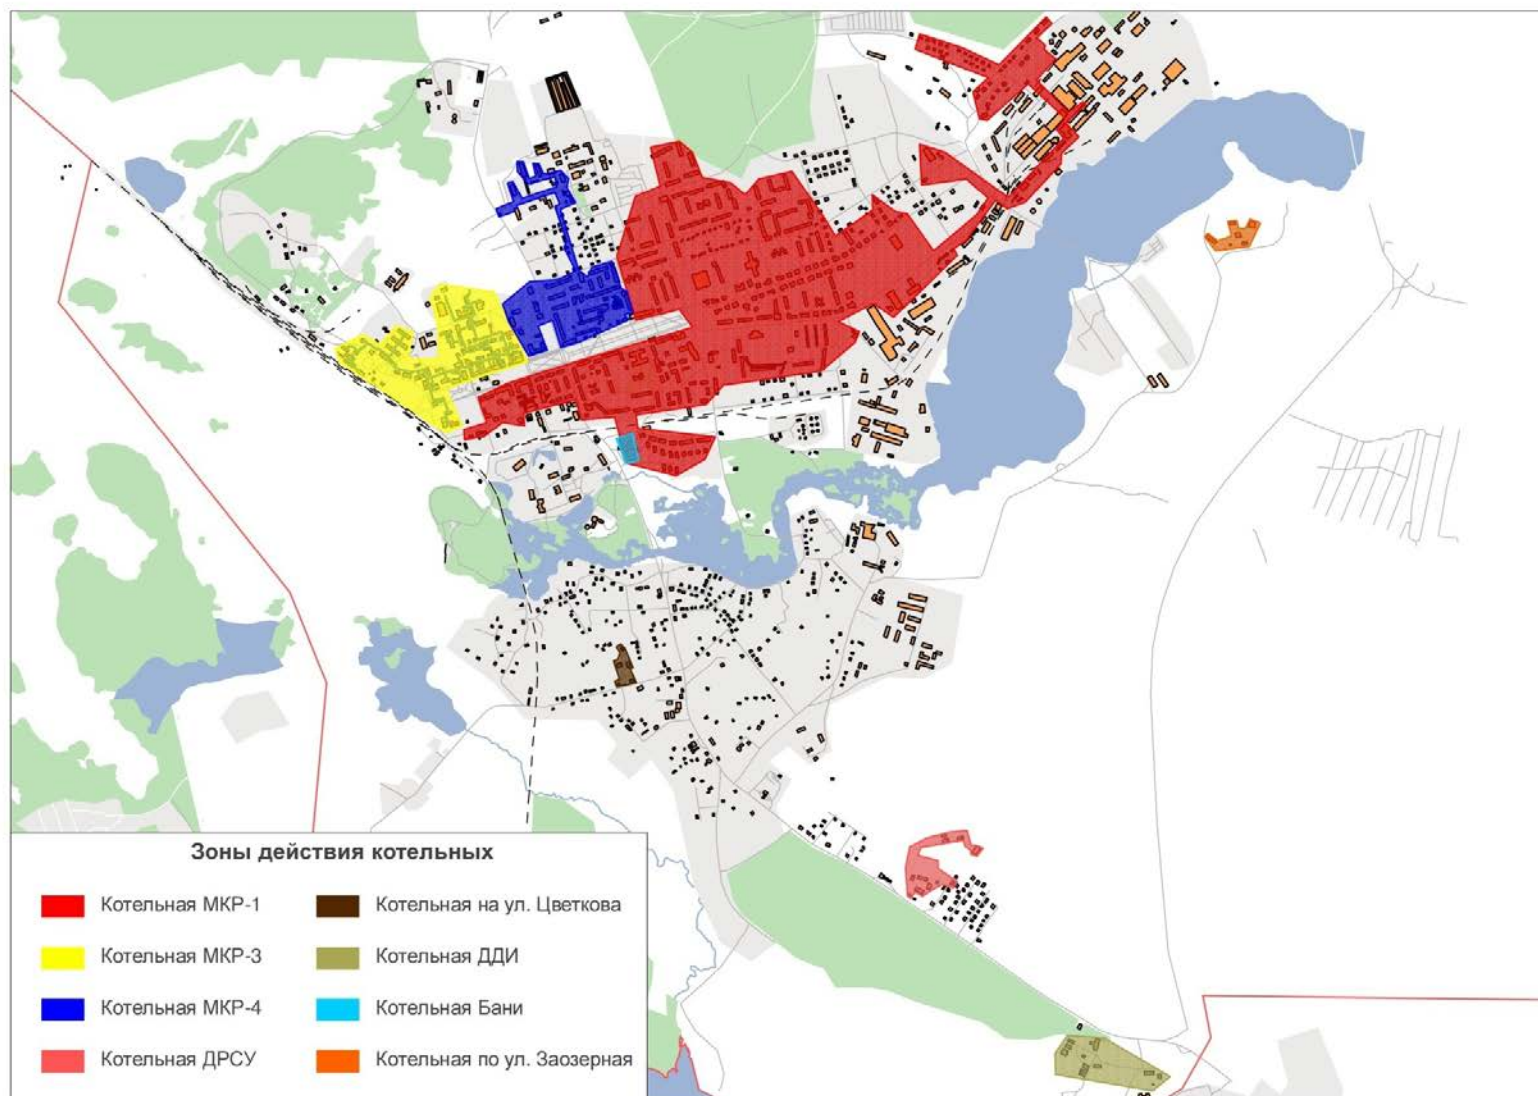 Зоны действия котельных
Котельная МКР-1
Котельная МКР-3
Котельная МКР-4
Котельная ДРСУ
Котельная на ул. Цветкова
Котельная ДДИ
Котельная Бани
Котельная по ул. Заозерная